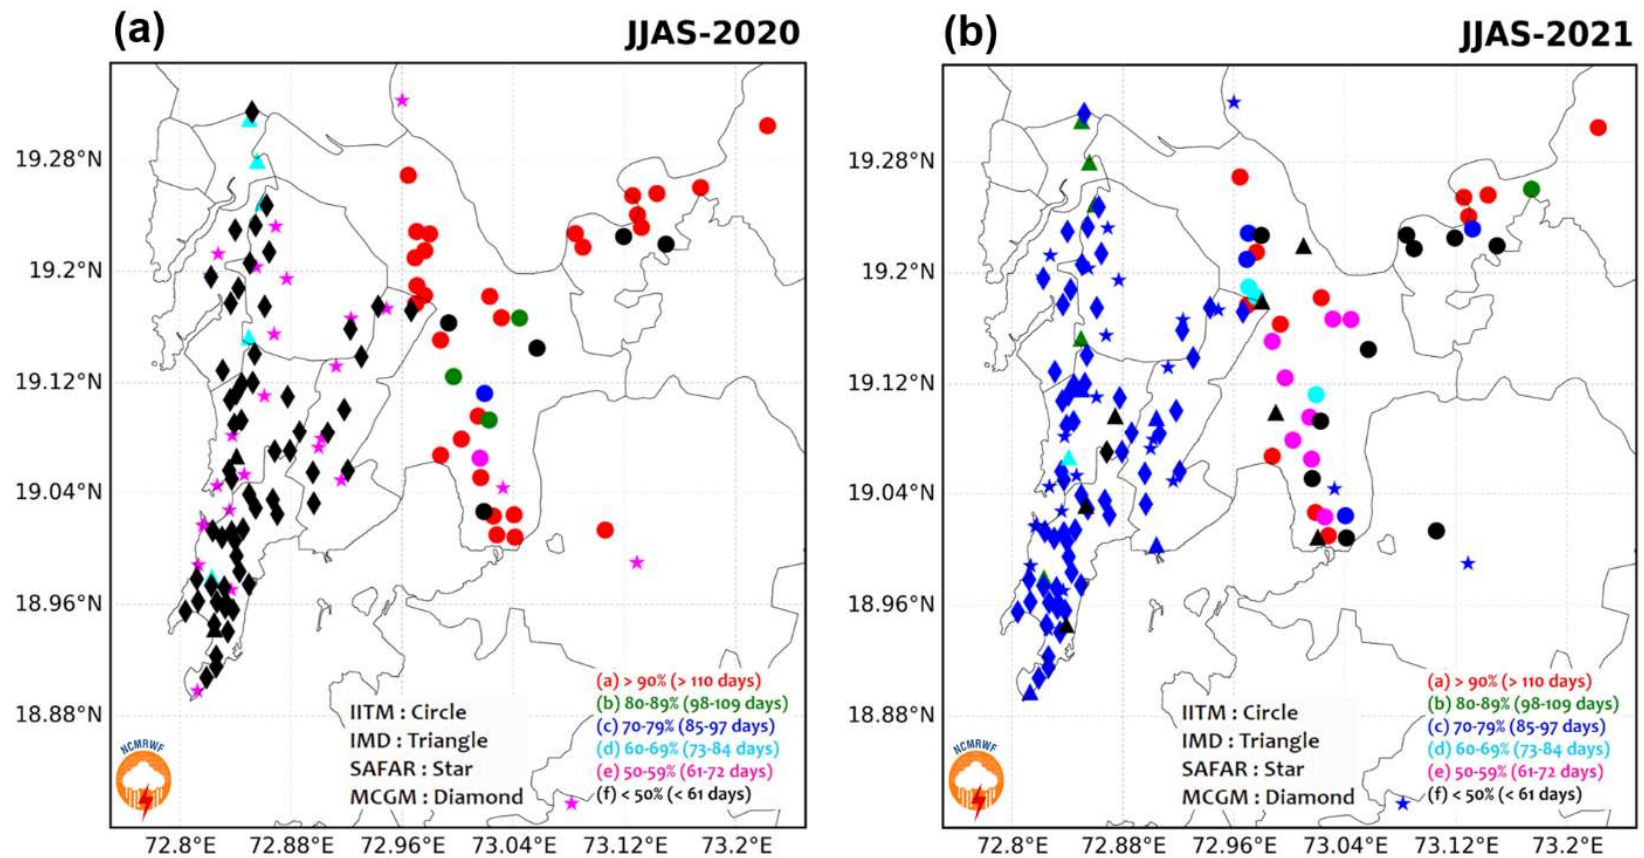 (a)
JJAS-2020
19.28°N
19.2°N
19.12°N
19.04°N
18.96°N
18.88°N
72.8°E
72.88°E
72.96°E
73.04°E
73.12°E
73.2°E
NCMRWF
IITM : Circle
IMD : Triangle
SAFAR : Star
MCGM : Diamond
(a) > 90% (> 110 days)
(b) 80-89% (98-109 days)
(c) 70-79% (85-97 days)
(d) 60-69% (73-84 days)
(e) 50-59% (61-72 days)
(f) < 50% (< 61 days)
(b)
JJAS-2021
19.28°N
19.2°N
19.12°N
19.04°N
18.96°N
18.88°N
72.8°E
72.88°E
72.96°E
73.04°E
73.12°E
73.2°E
NCMRWF
IITM : Circle
IMD : Triangle
SAFAR : Star
MCGM : Diamond
(a) > 90% (> 110 days)
(b) 80-89% (98-109 days)
(c) 70-79% (85-97 days)
(d) 60-69% (73-84 days)
(e) 50-59% (61-72 days)
(f) < 50% (< 61 days)